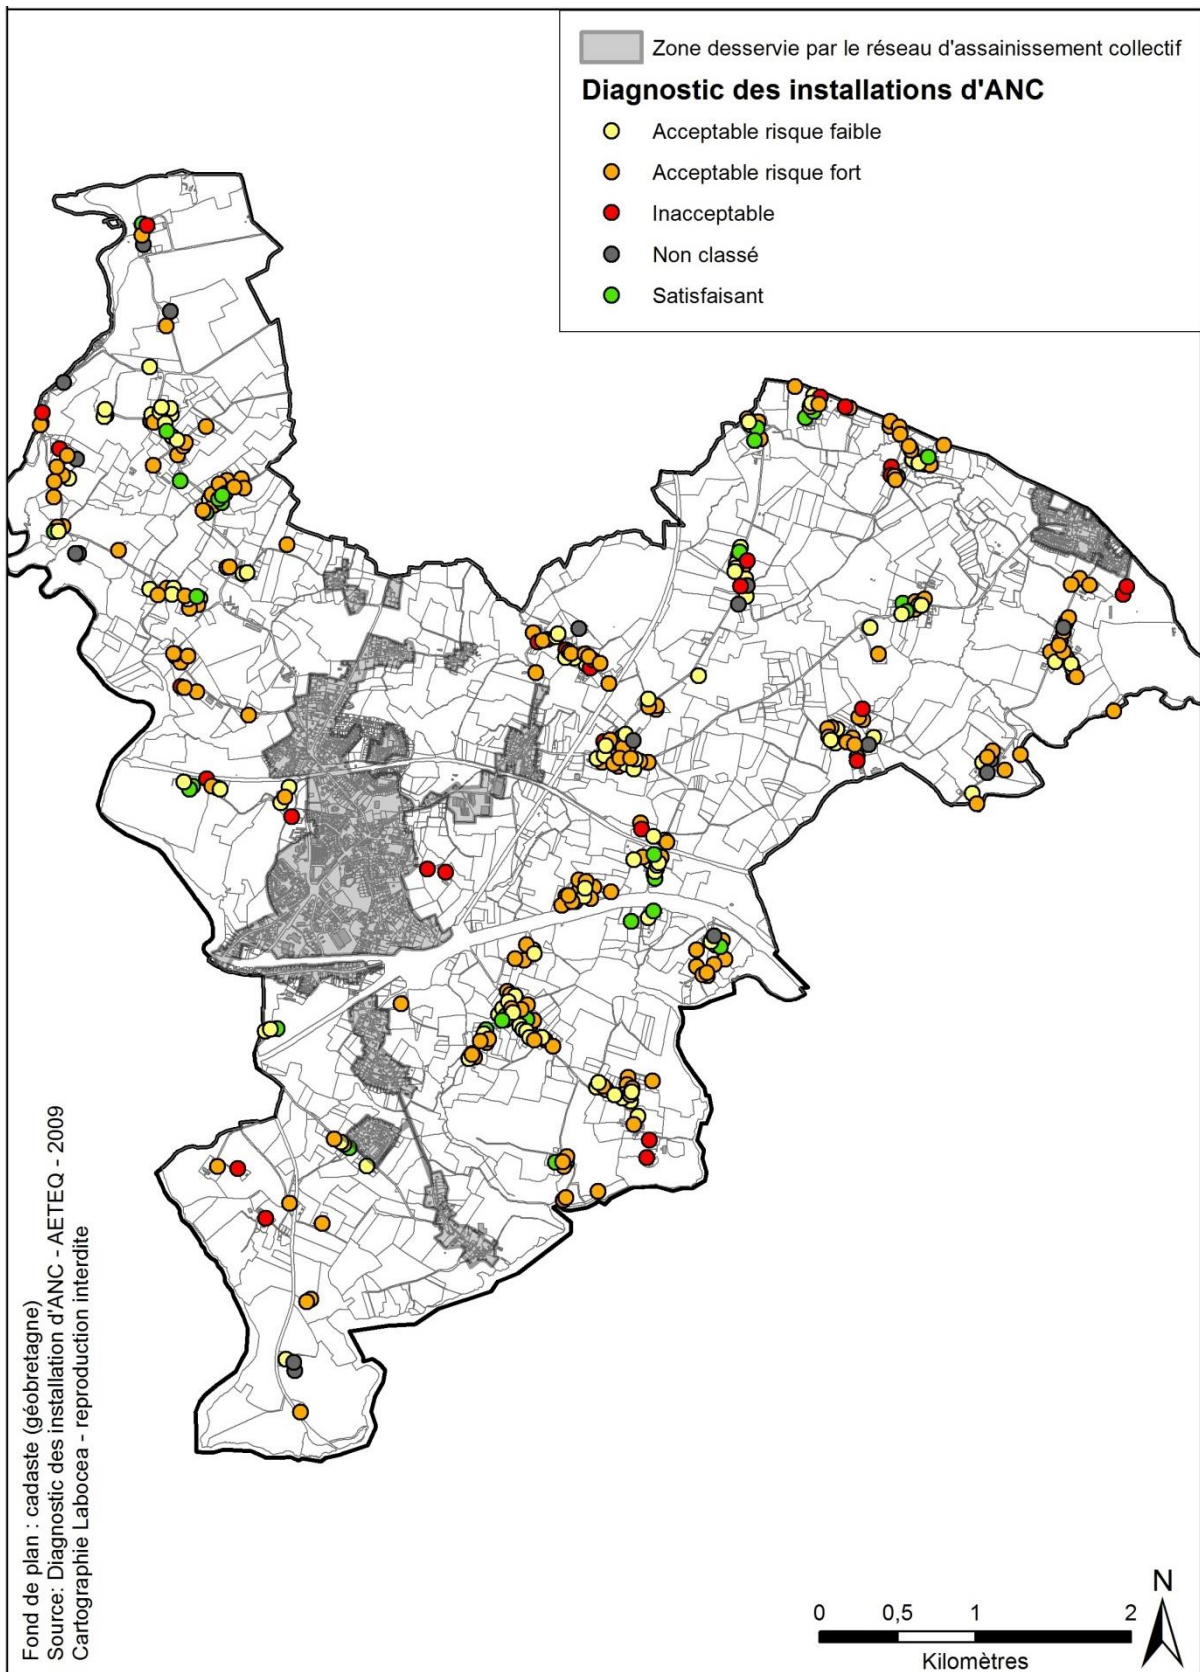 Zone desservie par le réseau d'assainissement collectif
Diagnostic des installations d'ANC
Acceptable risque faible
Acceptable risque fort
Inacceptable
Non classé
Satisfaisant
Fond de plan : cadaste (géobretagne)
Source: Diagnostic des installation d'ANC - AETEQ - 2009
Cartographie Labocea - reproduction interdite
0 0,5 1 2
Kilomètres
N